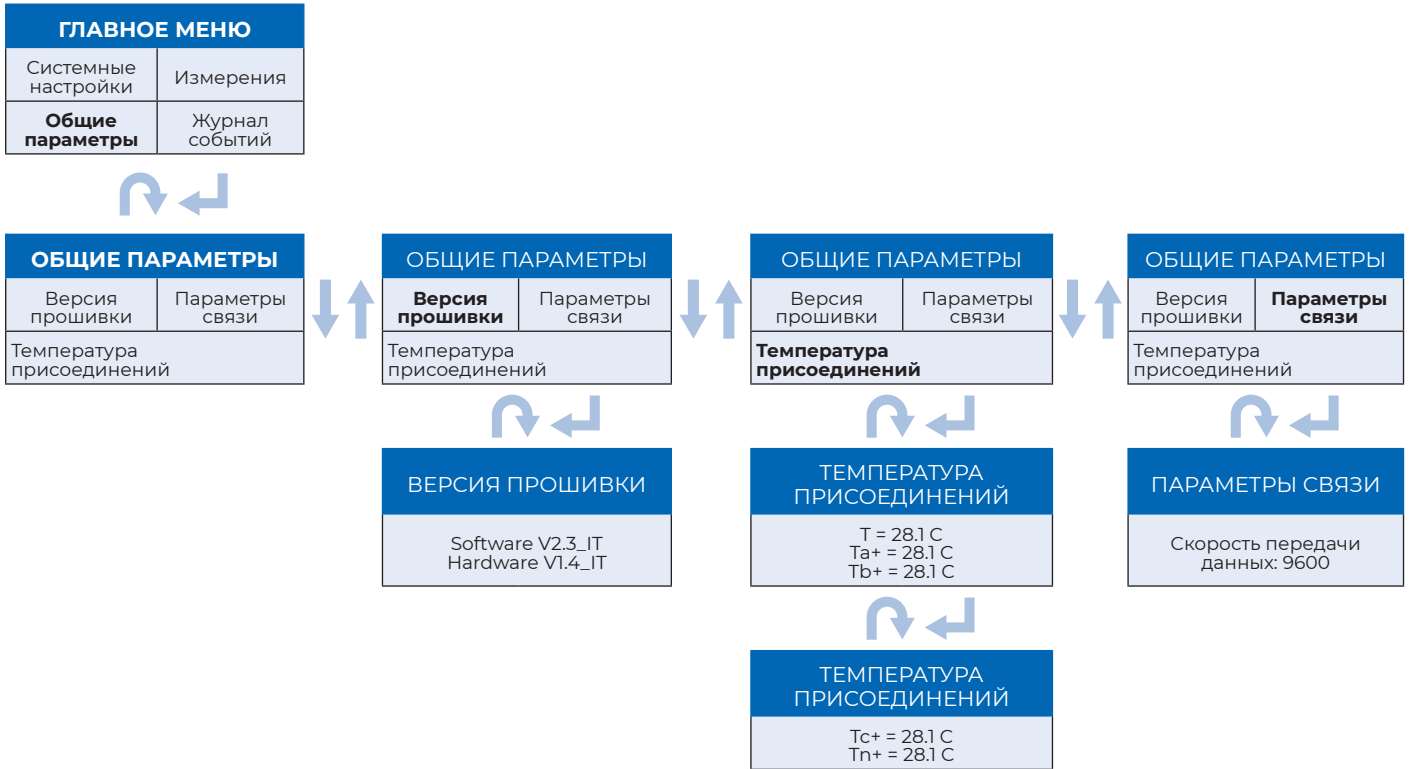 ГЛАВНОЕ МЕНЮ
Системные
настройки
Измерения
Общие
параметры
Журнал
событий
ОБЩИЕ ПАРАМЕТРЫ
Версия
прошивки
Параметры
связи
Температура
присоединений
ОБЩИЕ ПАРАМЕТРЫ
Версия
прошивки
Параметры
связи
Температура
присоединений
ОБЩИЕ ПАРАМЕТРЫ
Версия
прошивки
Параметры
связи
Температура
присоединений
ОБЩИЕ ПАРАМЕТРЫ
Версия
прошивки
Параметры
связи
Температура
присоединений
ВЕРСИЯ ПРОШИВКИ
Software V2.3_IT
Hardware V1.4_IT
ТЕМПЕРАТУРА
ПРИСОЕДИНЕНИЙ
T = 28.1 C
Ta+ = 28.1 C
Tb+ = 28.1 C
ПАРАМЕТРЫ СВЯЗИ
Скорость передачи
данных: 9600
ТЕМПЕРАТУРА
ПРИСОЕДИНЕНИЙ
Tc+ = 28.1 C
Tn+ = 28.1 C